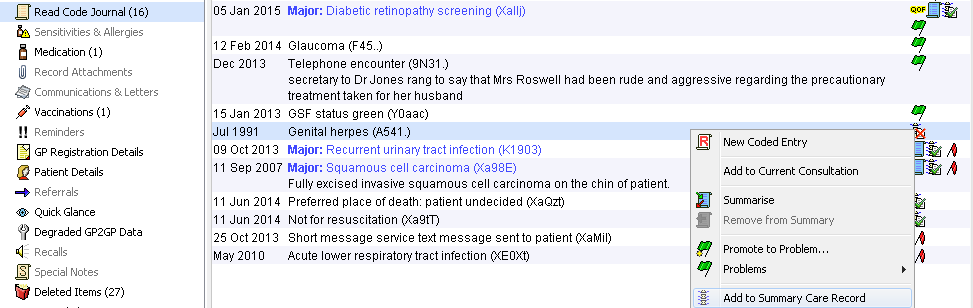 Read Code Journal (16)
Sensitivities & Allergies
Medication (1)
Record Attachments
Communications & Letters
Vaccinations (1)
Reminders
GP Registration Details
Patient Details
Referrals
Quick Glance
Degraded GP2GP Data
Recalls
Special Notes
Deleted Items (27)
05 Jan 2015 Major: Diabetic retinopathy screening (XaIIj) QOF
12 Feb 2014 Glaucoma (F45..)
Dec 2013 Telephone encounter (9N31.)
secretary to Dr Jones rang to say that Mrs Roswell had been rude and aggressive regarding the precautionary
treatment taken for her husband
15 Jan 2013 GSF status green (Y0aac)
Jul 1991 Genital herpes (A541.)
09 Oct 2013 Major: Recurrent urinary tract infection (K1903)
11 Sep 2007 Major: Squamous cell carcinoma (Xa98E)
Fully excised invasive squamous cell carcinoma on the chin of patient.
11 Jun 2014 Preferred place of death: patient undecided (XaQzt)
11 Jun 2014 Not for resuscitation (Xa9tT)
25 Oct 2013 Short message service text message sent to patient (XaMil)
May 2010 Acute lower respiratory tract infection (XE0Xt)
R New Coded Entry
Add to Current Consultation
Summarise
Remove from Summary
Promote to Problem...
Problems
Add to Summary Care Record